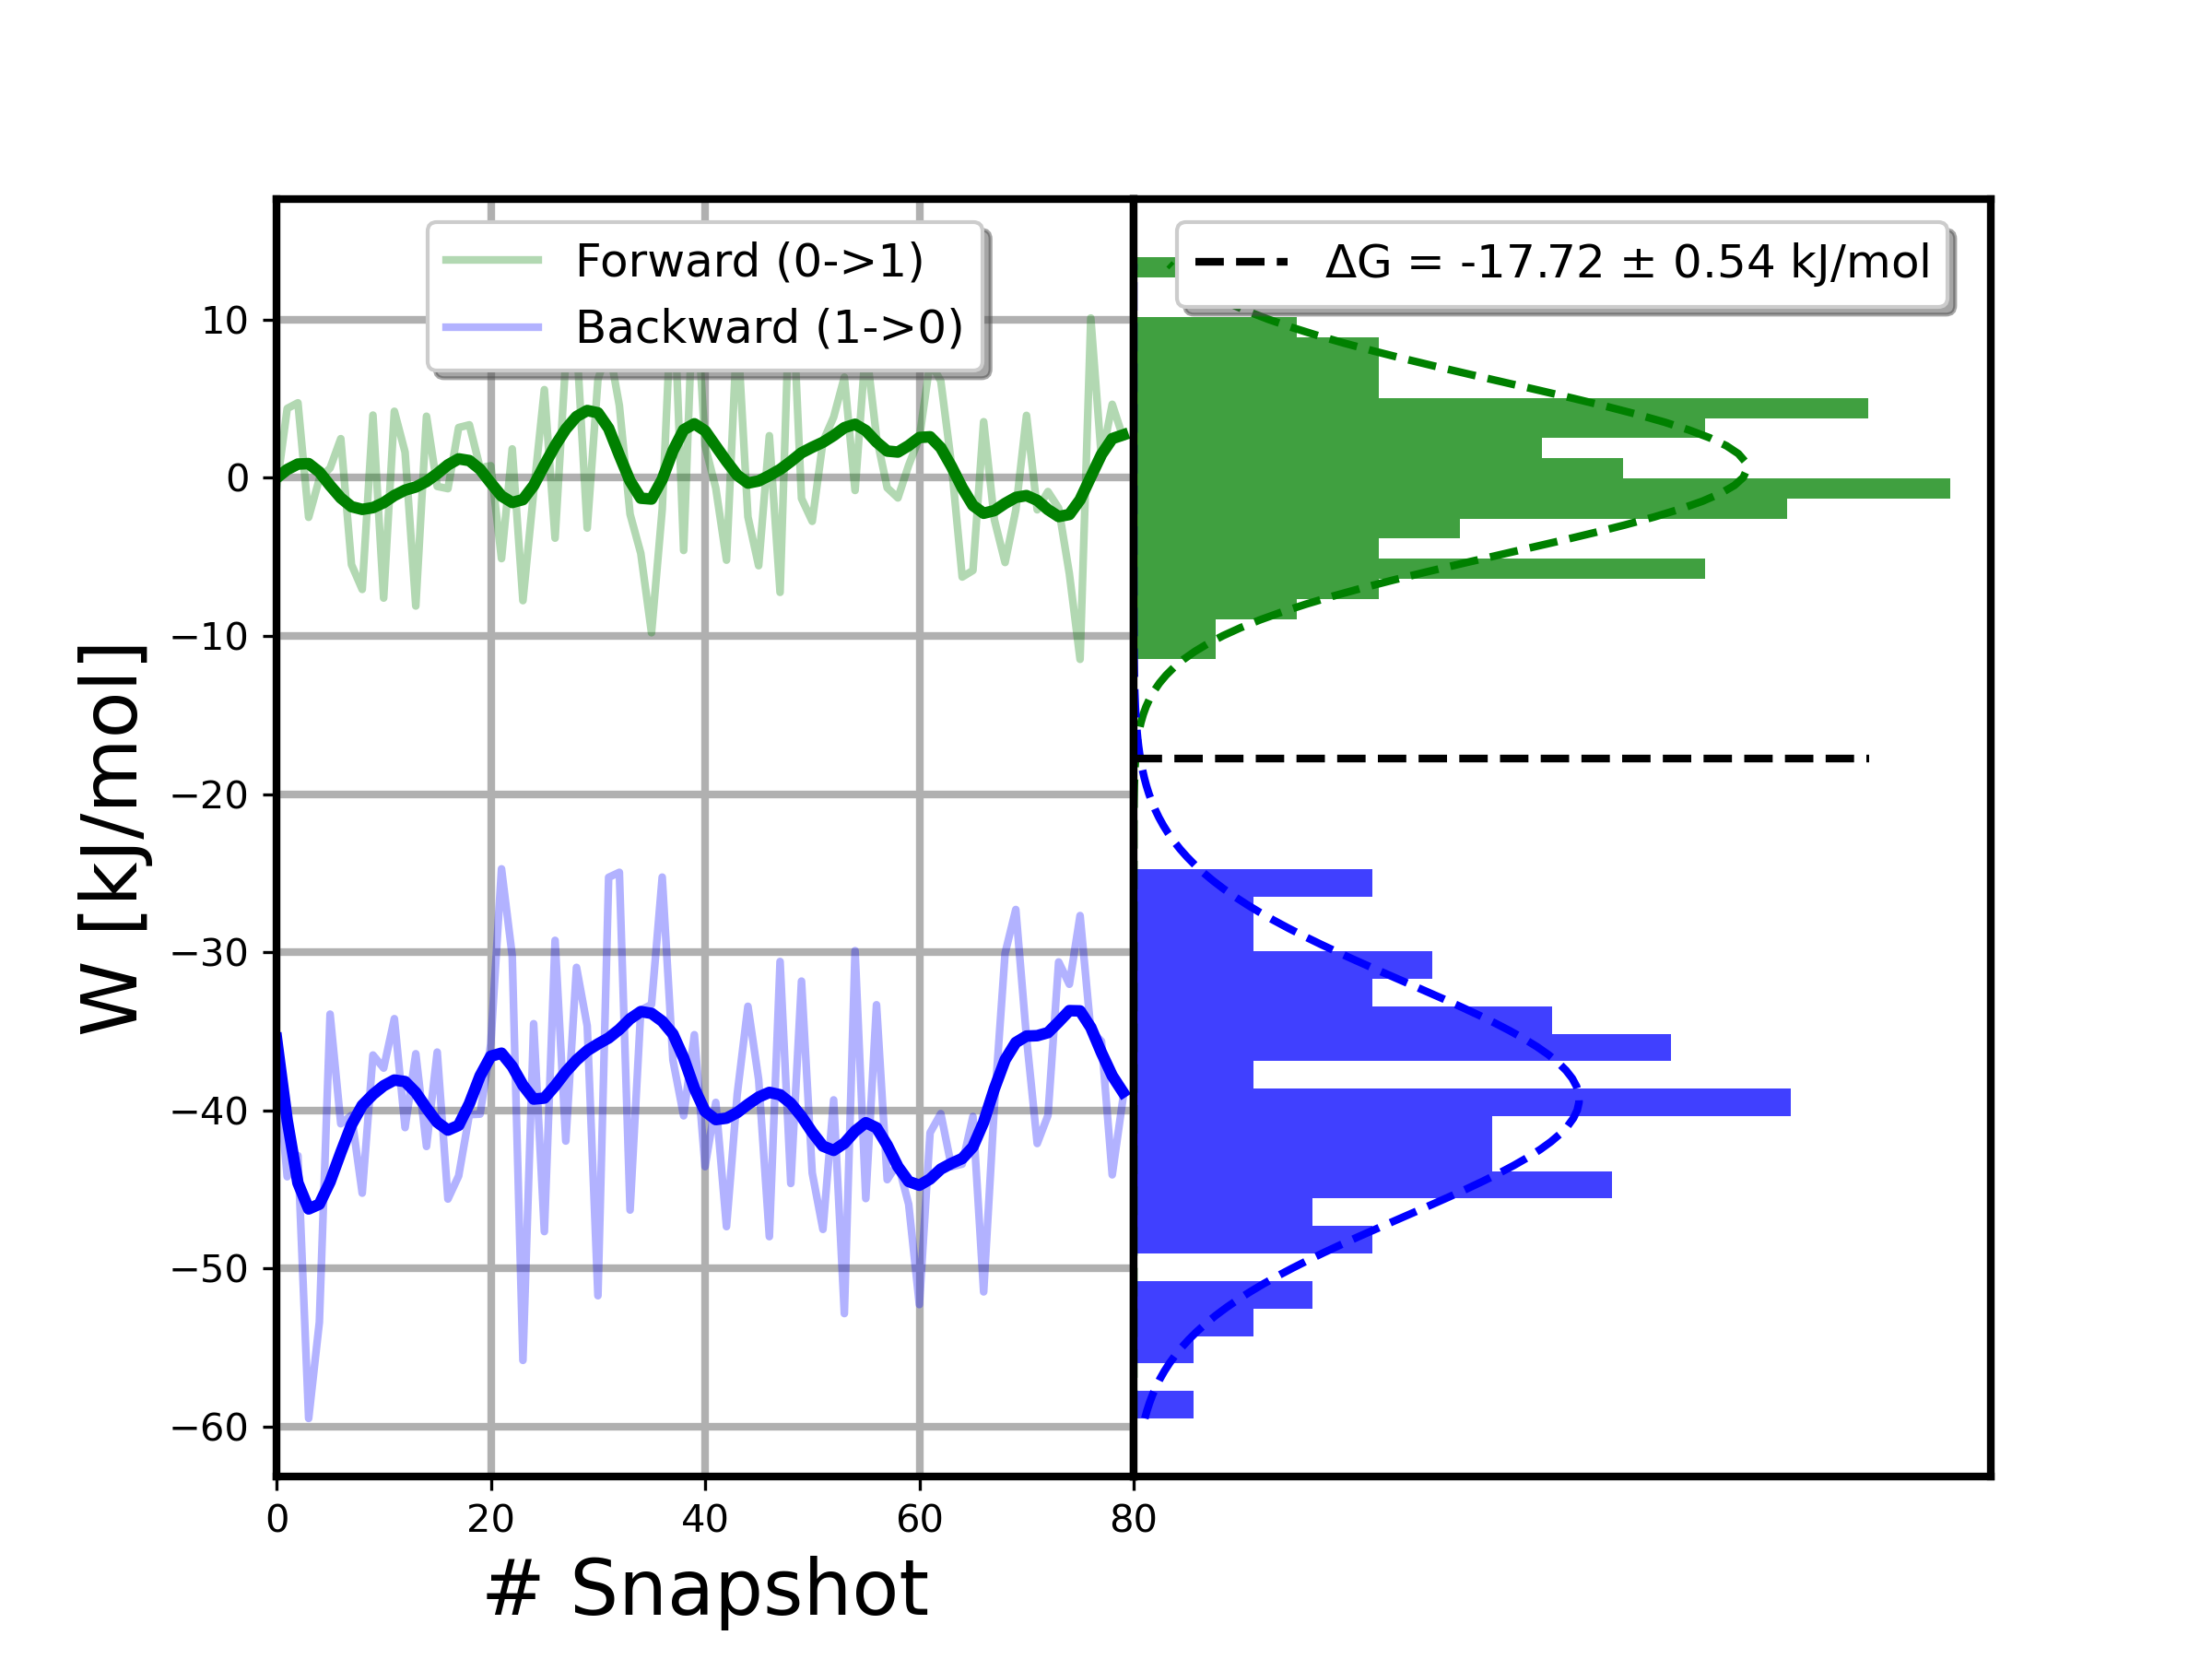 Forward (0->1)
Backward (1->0)
ΔG = -17.72 ± 0.54 kJ/mol
W [kJ/mol]
10
0
−10
−20
−30
−40
−50
−60
0 20 40 60 80
# Snapshot